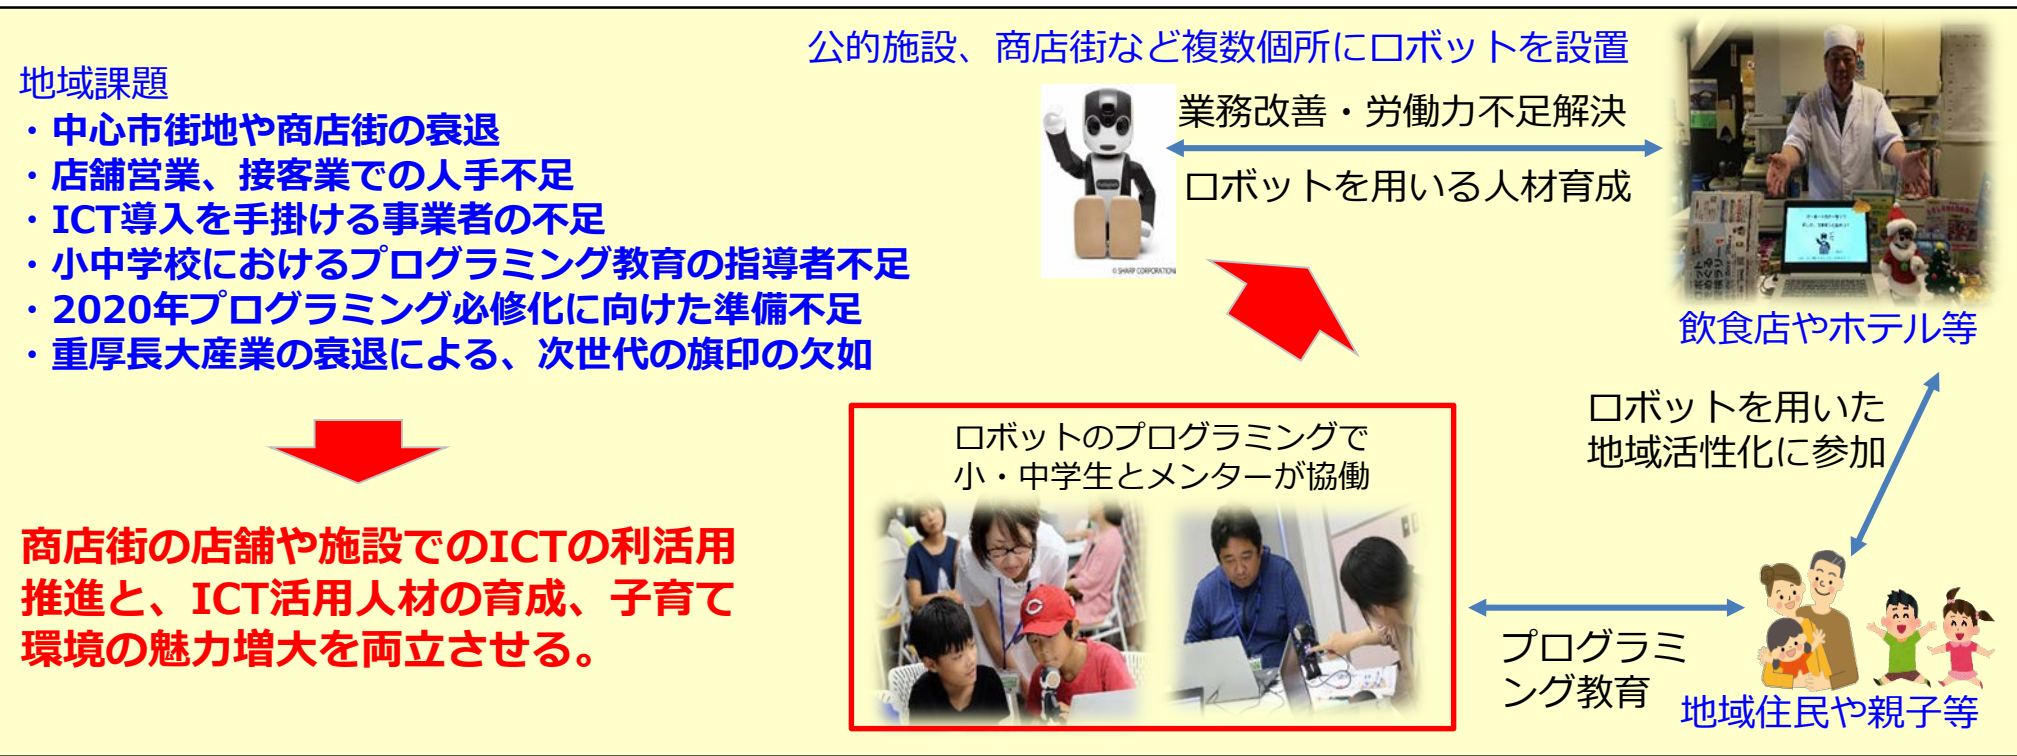 地域課題
・中心市街地や商店街の衰退
・店舗営業、接客業での人手不足
・ICT導入を手掛ける事業者の不足
・小中学校におけるプログラミング教育の指導者不足
・2020年プログラミング必修化に向けた準備不足
・重厚長大産業の衰退による、次世代の旗印の欠如
商店街の店舗や施設でのICTの利活用
推進と、ICT活用人材の育成、子育て
環境の魅力増大を両立させる。
公的施設、商店街など複数個所にロボットを設置
業務改善・労働力不足解決
ロボットを用いる人材育成
© SHARP CORPORATION
飲食店やホテル等
ロボットを用いた
地域活性化に参加
ロボットのプログラミングで
小・中学生とメンターが協働
プログラミ
ング教育
地域住民や親子等